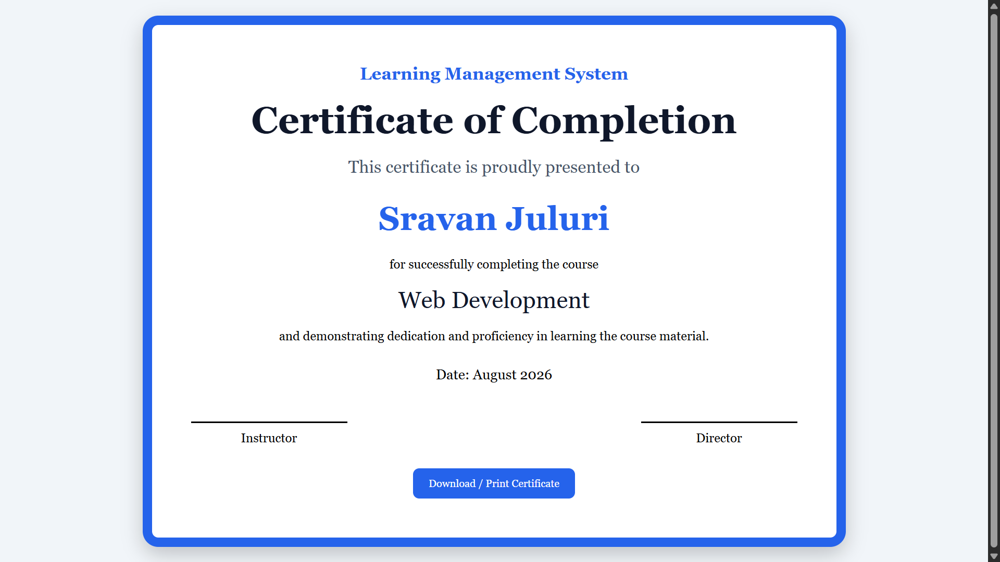 Learning Management System
Certificate of Completion
This certificate is proudly presented to
Sravan Juluri
for successfully completing the course
Web Development
and demonstrating dedication and proficiency in learning the course material.
Date: August 2026
Instructor
Director
Download / Print Certificate